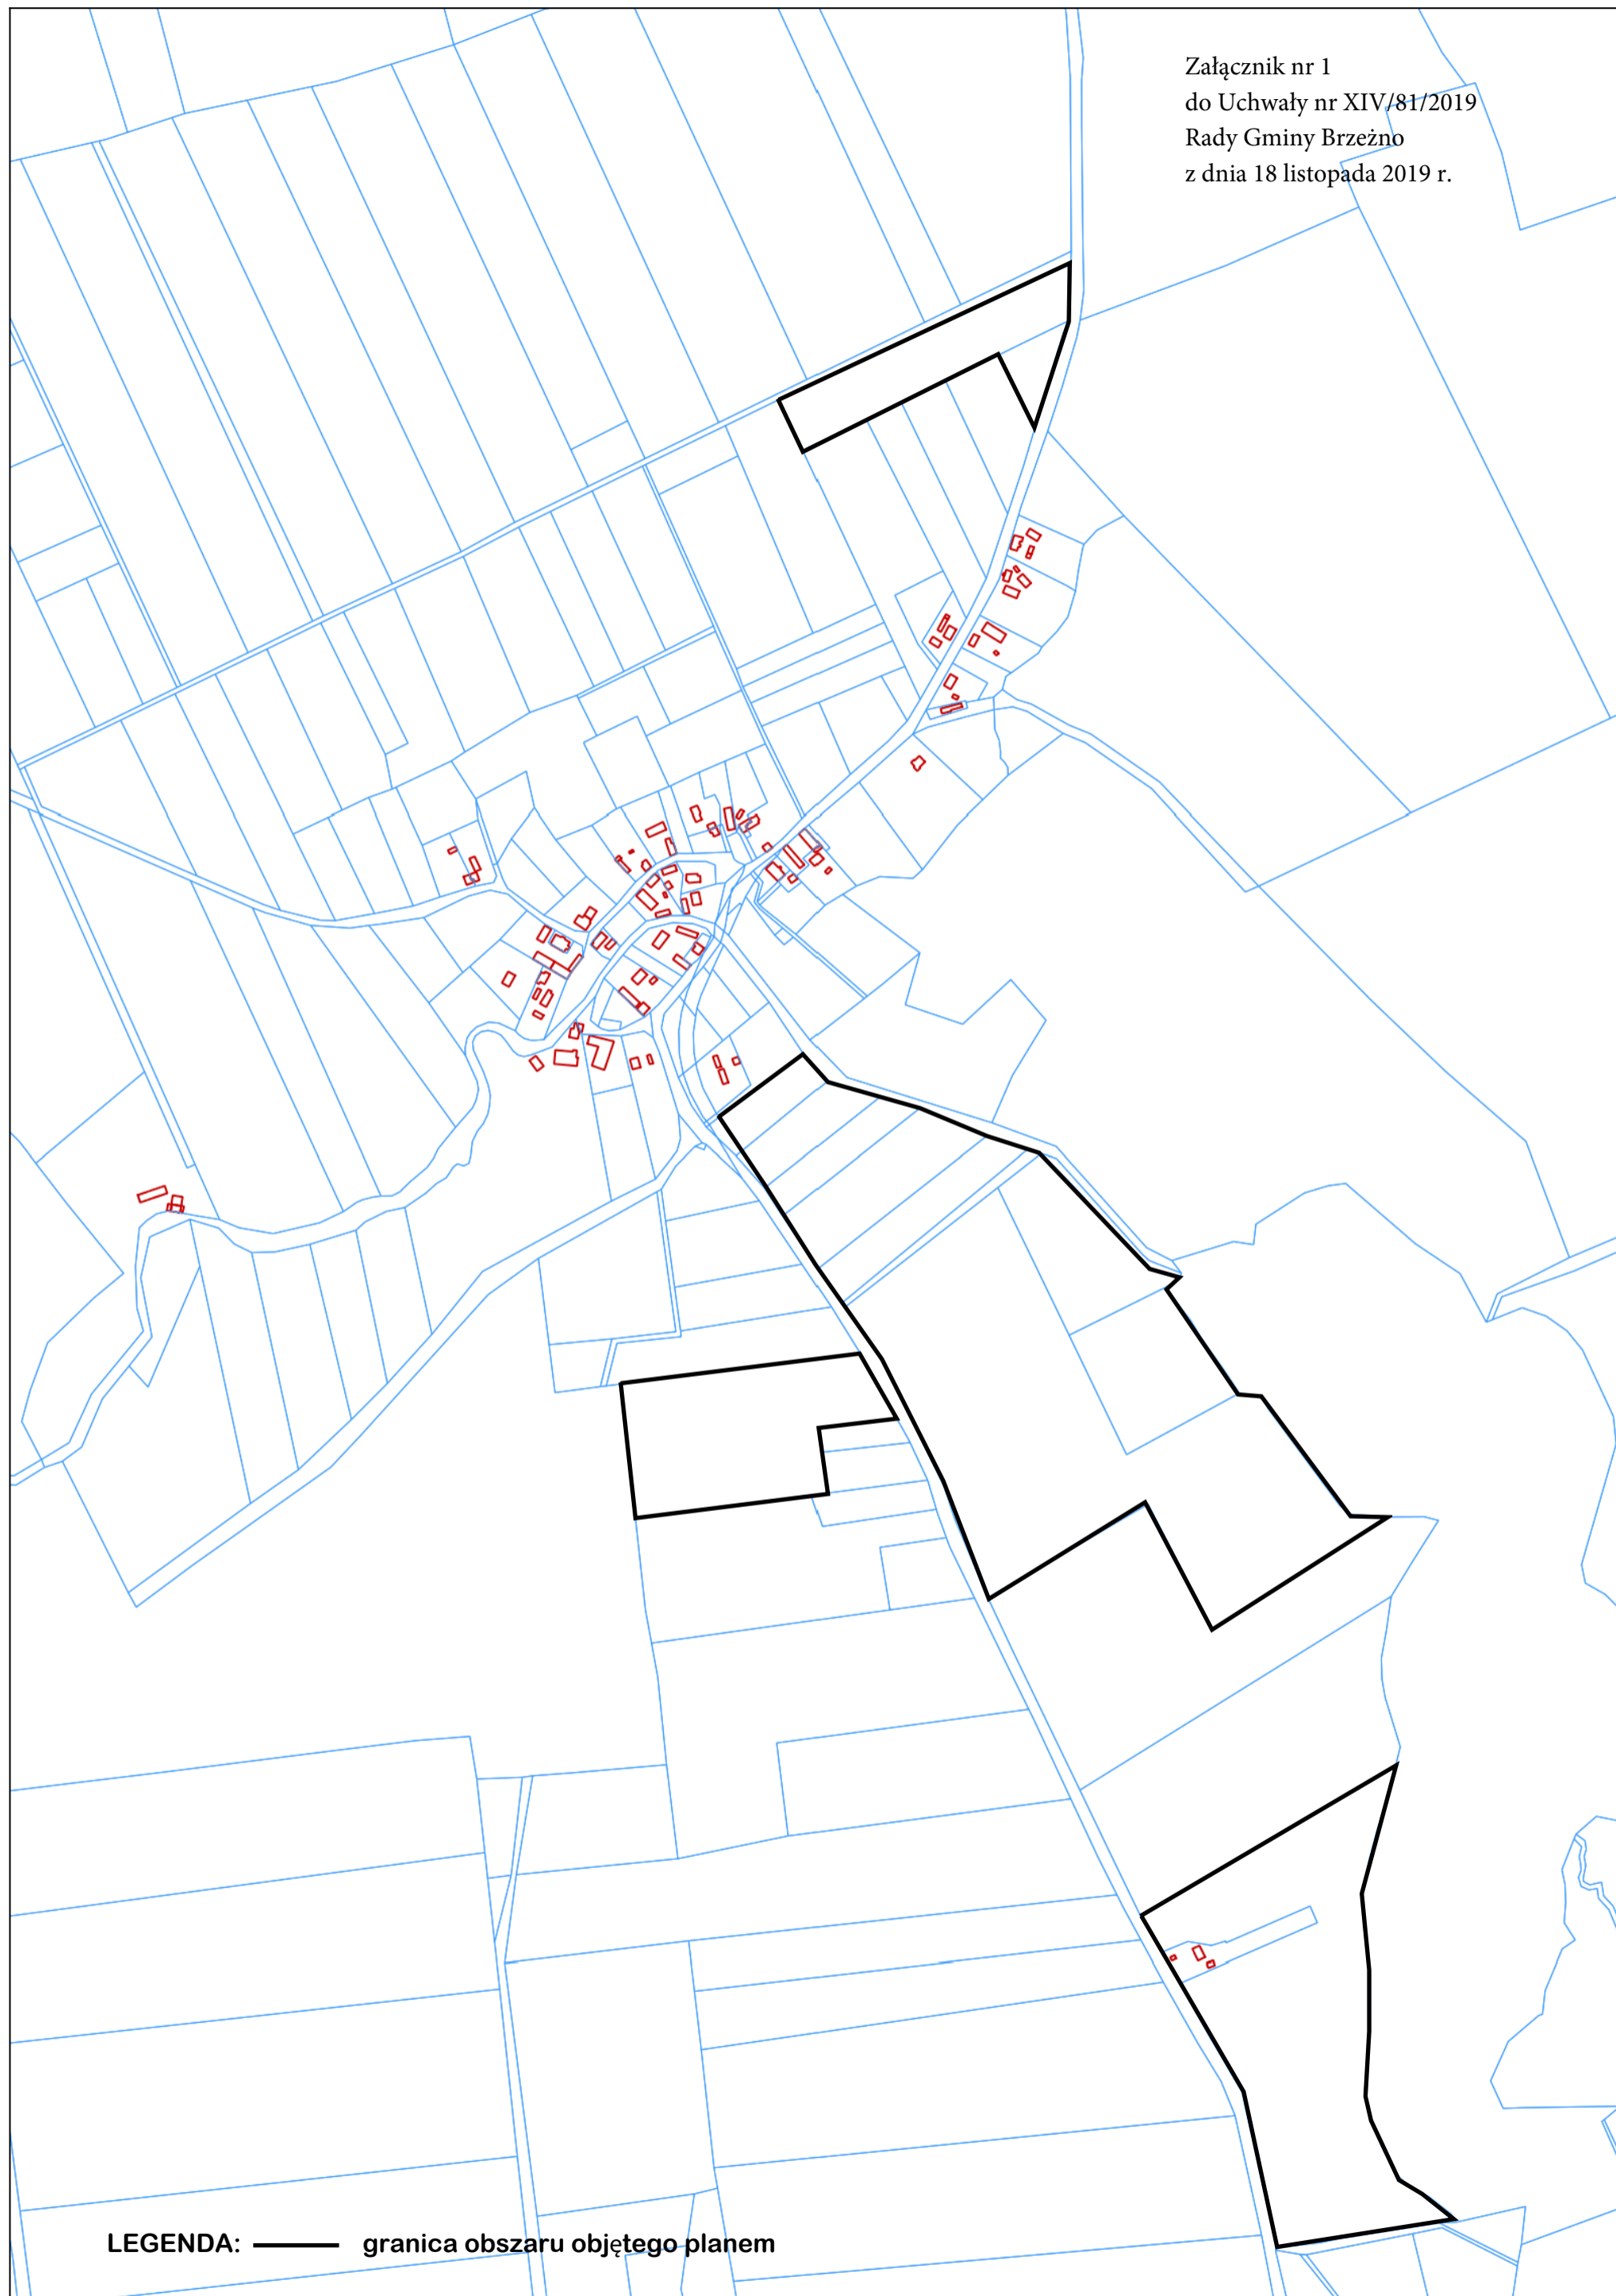 Załącznik nr 1
do Uchwały nr XIV/81/2019
Rady Gminy Brzeżno
z dnia 18 listopada 2019 r.
LEGENDA: granica obszaru objętego planem